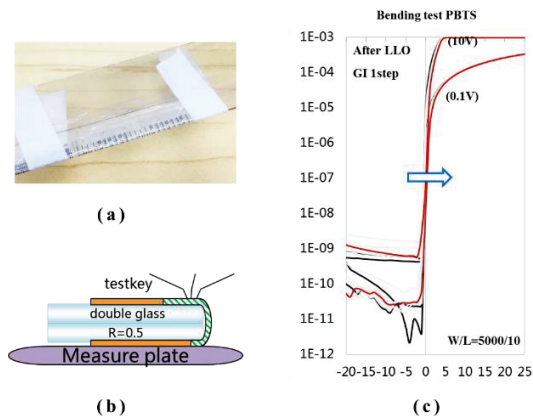 Bending test PBTS
1E-03
1E-04
1E-05
1E-06
1E-07
1E-08
1E-09
1E-10
1E-11
1E-12
After LLO
GI 1step
(10V)
(0.1V)
W/L=5000/10
-20 -15 -10 -5 0 5 10 15 20 25
(a)
testkey
double glass
R=0.5
Measure plate
(b)
(c)